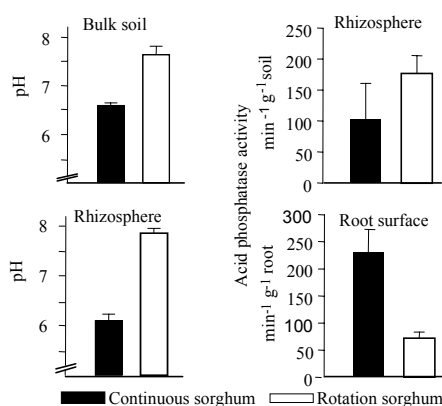 Bulk soil
8
7
6
pH
Rhizosphere
250
200
150
100
50
0
Acid phosphatase activity
min⁻¹ g⁻¹ soil
Rhizosphere
8
7
6
pH
Root surface
300
250
200
150
100
50
0
min⁻¹ g⁻¹ root
Continuous sorghum
Rotation sorghum